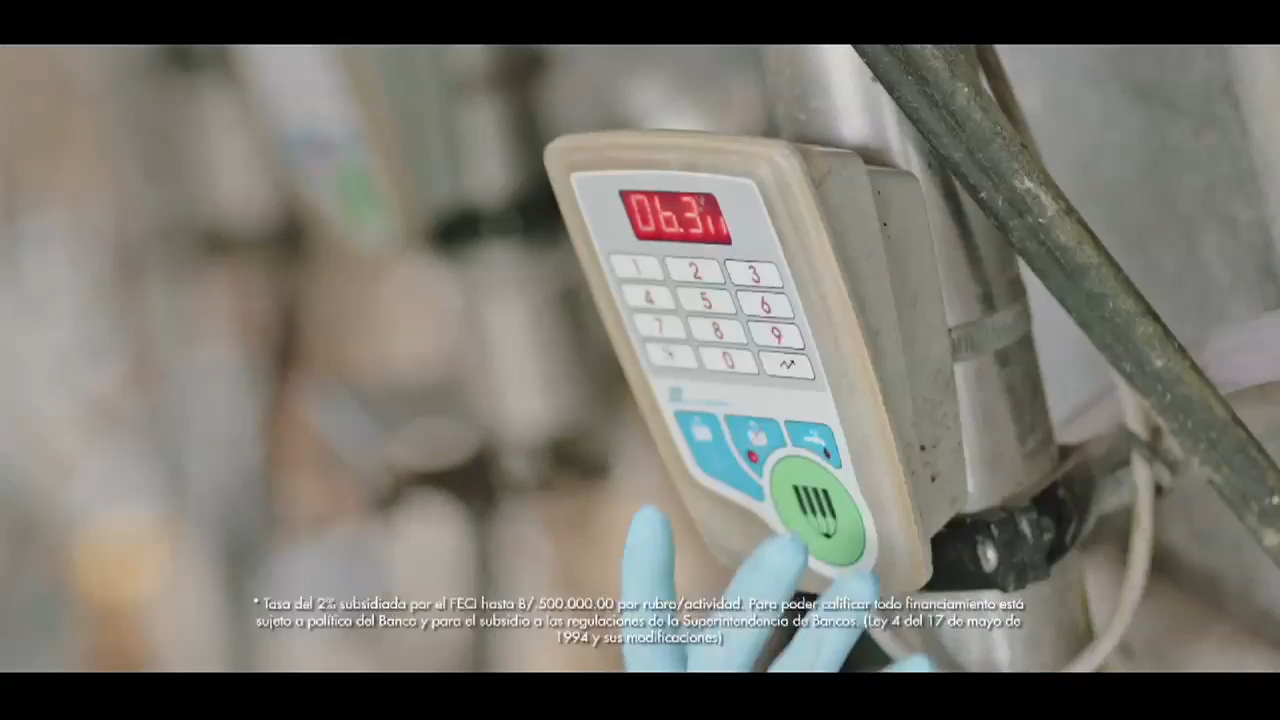 06.3
1 2 3
4 5 6
7 8 9
0
* Tasa del 2% subsidiada por el FECI hasta B/.500.000.00 por rubro/actividad. Para poder calificar todo financiamiento está
sujeto a política del Banco y para el subsidio a las regulaciones de la Superintendencia de Bancos. (Ley 4 del 17 de mayo de
1994 y sus modificaciones)